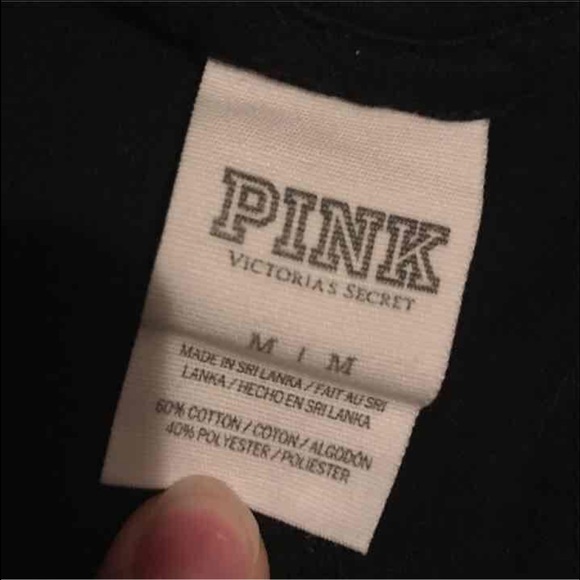 PINK
VICTORIA'S SECRET
M / M
MADE IN SRI LANKA / FAIT AU SRI
LANKA / HECHO EN SRI LANKA
60% COTTON / COTON / ALGODON
40% POLYESTER / POLIESTER